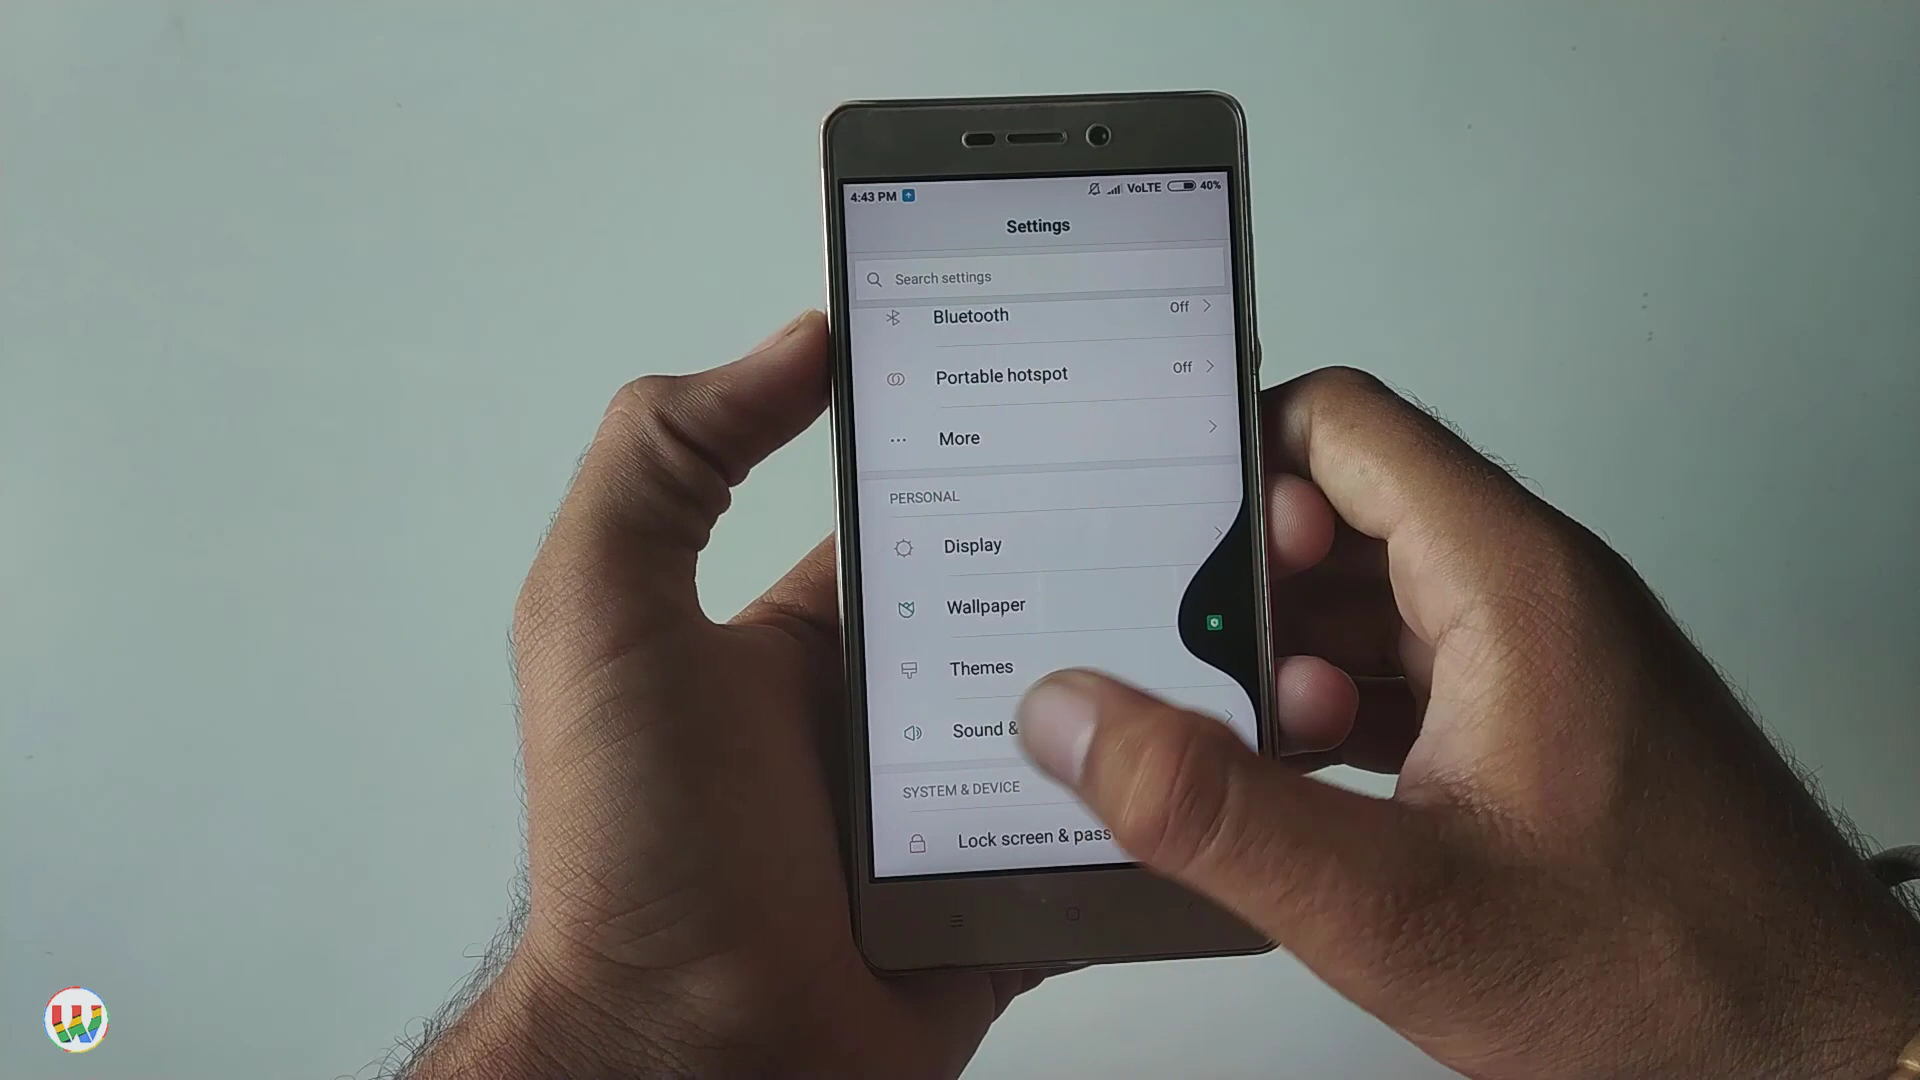 4:43 PM VoLTE 40%
Settings
Search settings
Bluetooth Off
Portable hotspot Off
More
PERSONAL
Display
Wallpaper
Themes
Sound &
SYSTEM & DEVICE
Lock screen & pass
W